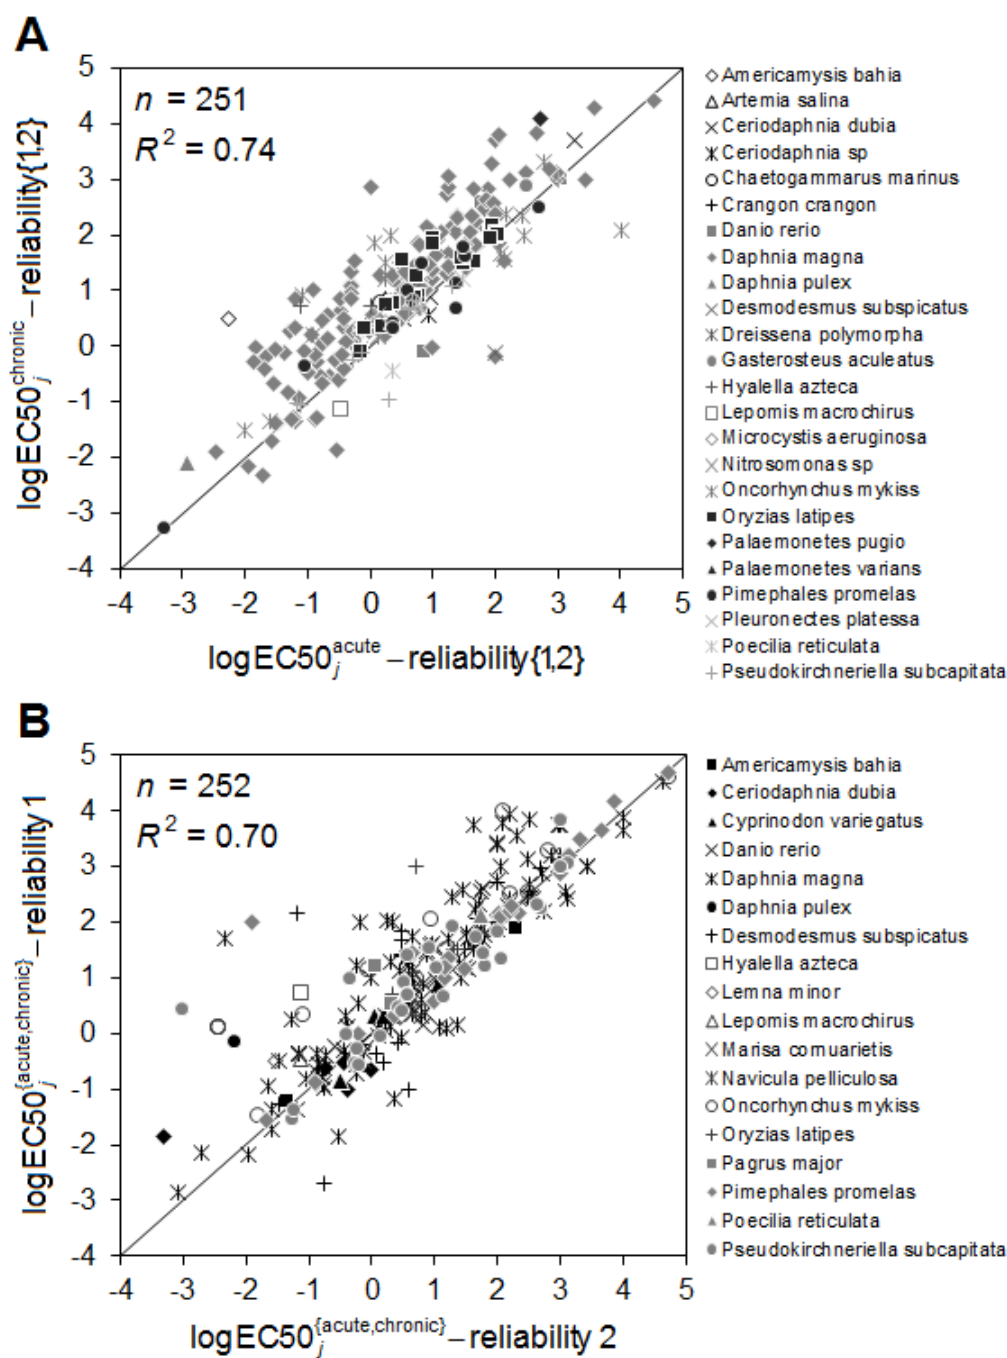 A
5
4
3
2
1
0
-1
-2
-3
-4
-4 -3 -2 -1 0 1 2 3 4 5
n = 251
R² = 0.74
logEC50 j chronic – reliability{1,2}
logEC50 j acute – reliability{1,2}
Americamysis bahia
Artemia salina
Ceriodaphnia dubia
Ceriodaphnia sp
Chaetogammarus marinus
Crangon crangon
Danio rerio
Daphnia magna
Daphnia pulex
Desmodesmus subspicatus
Dreissena polymorpha
Gasterosteus aculeatus
Hyalella azteca
Lepomis macrochirus
Microcystis aeruginosa
Nitrosomonas sp
Oncorhynchus mykiss
Oryzias latipes
Palaemonetes pugio
Palaemonetes varians
Pimephales promelas
Pleuronectes platessa
Poecilia reticulata
Pseudokirchneriella subcapitata
B
5
4
3
2
1
0
-1
-2
-3
-4
-4 -3 -2 -1 0 1 2 3 4 5
n = 252
R² = 0.70
logEC50 j {acute,chronic} – reliability 1
logEC50 j {acute,chronic} – reliability 2
Americamysis bahia
Ceriodaphnia dubia
Cyprinodon variegatus
Danio rerio
Daphnia magna
Daphnia pulex
Desmodesmus subspicatus
Hyalella azteca
Lemna minor
Lepomis macrochirus
Marisa cornuarietis
Navicula pelliculosa
Oncorhynchus mykiss
Oryzias latipes
Pagrus major
Pimephales promelas
Poecilia reticulata
Pseudokirchneriella subcapitata